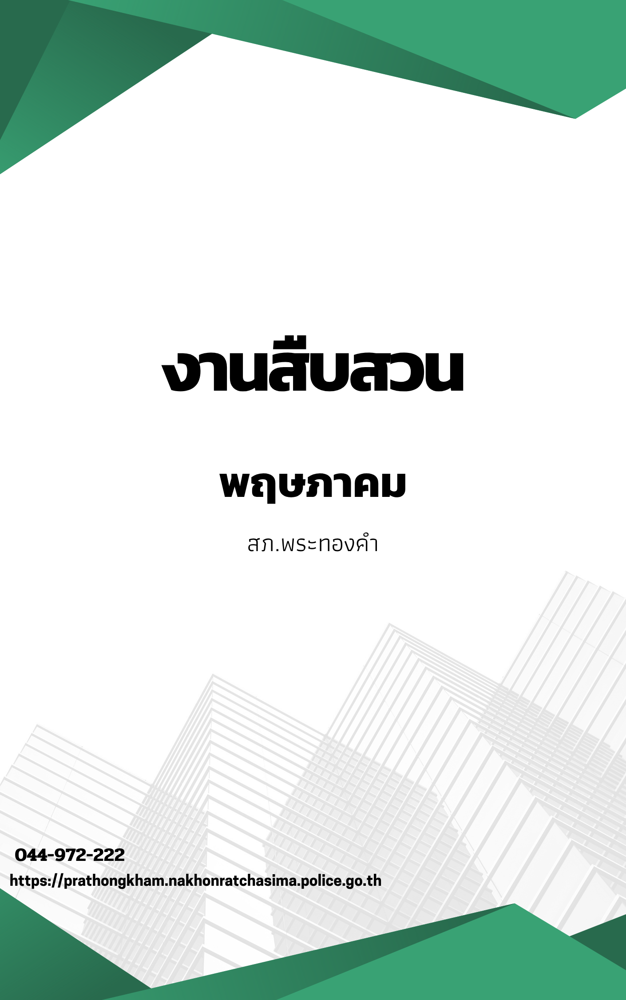 งานสืบสวน
พฤษภาคม
สภ.พระทองคำ
044-972-222
https://prathongkham.nakhonratchasima.police.go.th